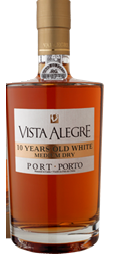 VISTA ALEGRE
10 YEARS OLD WHITE
MEDIUM DRY
PORT-PORTO